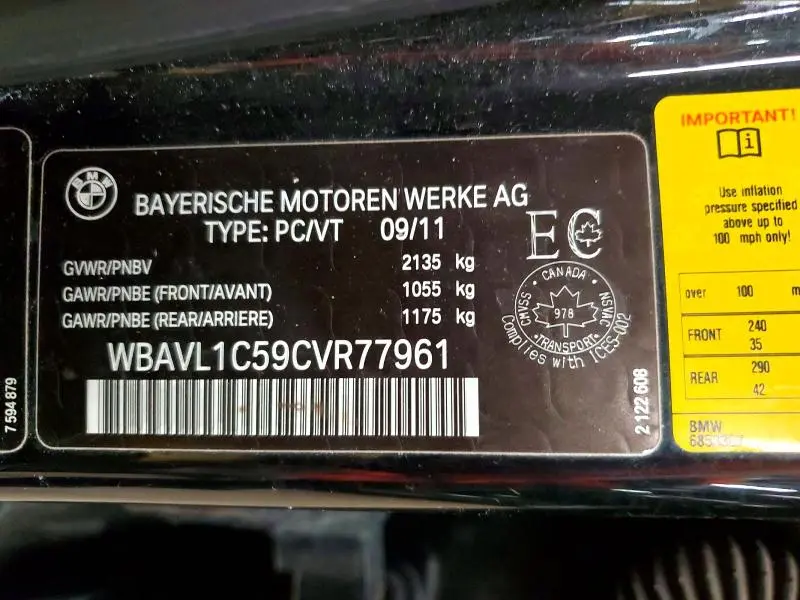 BMW
BAYERISCHE MOTOREN WERKE AG
TYPE: PC/VT 09/11
EC
GVWR/PNBV 2135 kg
GAWR/PNBE (FRONT/AVANT) 1055 kg
GAWR/PNBE (REAR/ARRIERE) 1175 kg
WBAVL1C59CVR77961
7 594 879
2 122 608
CANADA
CMVSS
NSVAC
978
TRANSPORT
Complies with ICES-002
IMPORTANT!
i
Use inflation
pressure specified
above up to
100 mph only!
over 100 m
FRONT 240
35
REAR 290
42
BMW